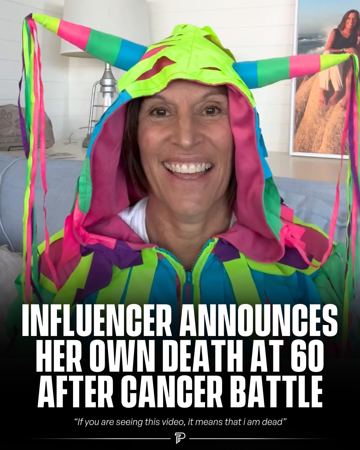 INFLUENCER ANNOUNCES
HER OWN DEATH AT 60
AFTER CANCER BATTLE
"If you are seeing this video, it means that i am dead"